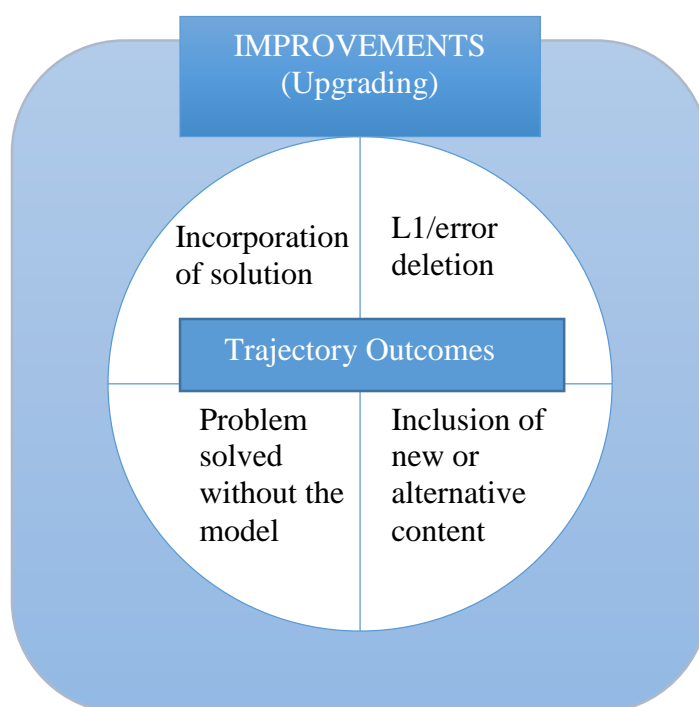 IMPROVEMENTS
(Upgrading)
Incorporation
of solution
L1/error
deletion
Trajectory Outcomes
Problem
solved
without the
model
Inclusion of
new or
alternative
content